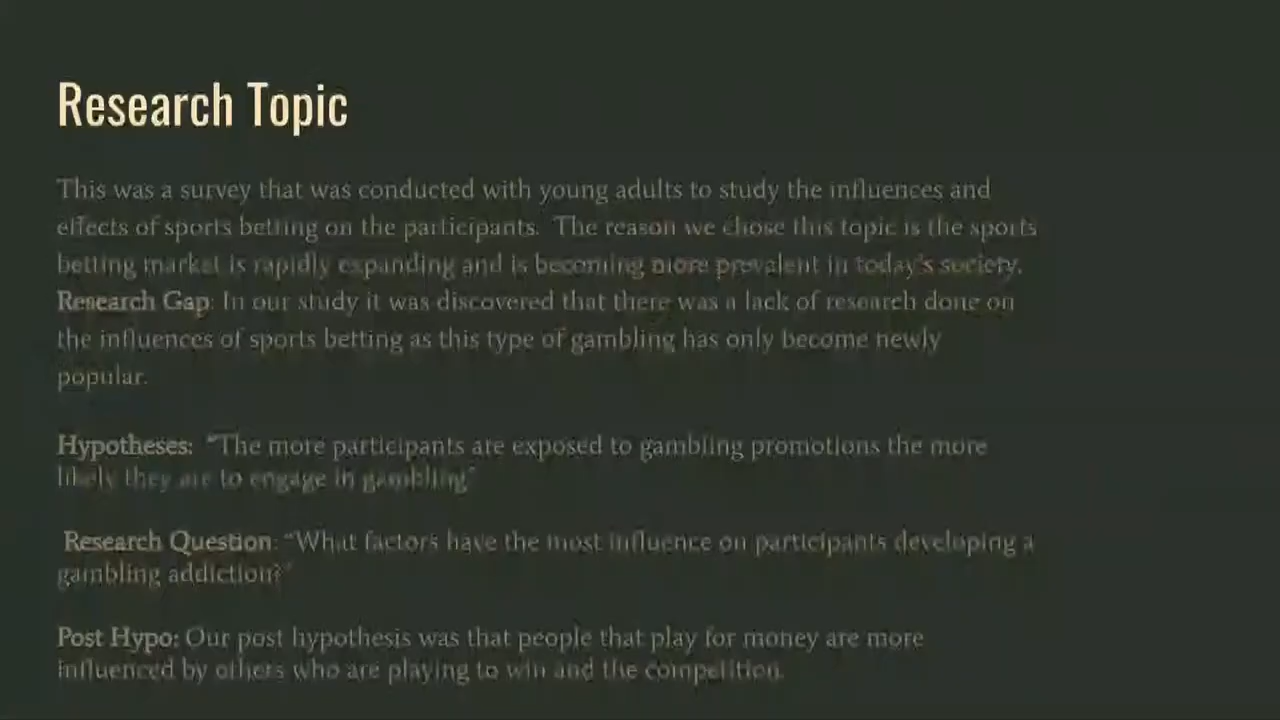 Research Topic
This was a survey that was conducted with young adults to study the influences and
effects of sports betting on the participants.  The reason we chose this topic is the sports
betting market is rapidly expanding and is becoming more prevalent in today's society.
Research Gap: In our study it was discovered that there was a lack of research done on
the influences of sports betting as this type of gambling has only become newly
popular.
Hypotheses:  "The more participants are exposed to gambling promotions the more
likely they are to engage in gambling"
Research Question: "What factors have the most influence on participants developing a
gambling addiction?"
Post Hypo: Our post hypothesis was that people that play for money are more
influenced by others who are playing to win and the competition.